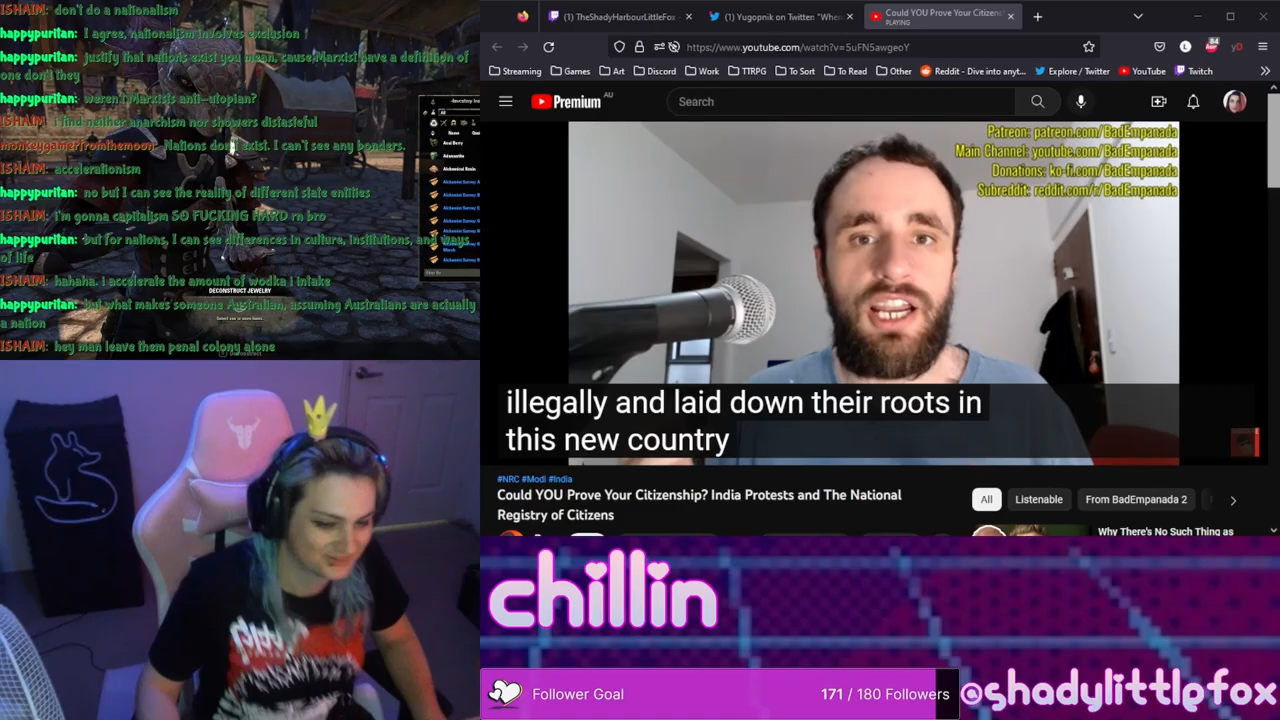 ISHAIM: don't do a nationalism
happypuritan: I agree, nationalism involves exclusion
happypuritan: justify that nations exist you mean, cause Marxist have a definition of
one don't they
happypuritan: weren't Marxists anti-utopian?
ISHAIM: i find neither anarchism nor showers distasteful
monkeygamerfromthemoon: Nations don't exist. I can't see any borders.
ISHAIM: accelerationism
happypuritan: no but I can see the reality of different state entities
ISHAIM: i'm gonna capitalism SO FUCKING HARD rn bro
happypuritan: but for nations, I can see differences in culture, institutions, and ways
of life
ISHAIM: hahaha. i accelerate the amount of wodka i intake
happypuritan: but what makes someone Australian, assuming Australians are actually
a nation
ISHAIM: hey man leave them penal colony alone
DECONSTRUCT JEWELRY
Name
Adamantite
(1) TheShadyHarbourLittleFox -
(1) Yugopnik on Twitter: "When
Could YOU Prove Your Citizens
PLAYING
https://www.youtube.com/watch?v=5uFN5awgeoY
84
Streaming
Games
Art
Discord
Work
TTRPG
To Sort
To Read
Other
Reddit - Dive into anyt...
Explore / Twitter
YouTube
Twitch
Premium
AU
Search
Patreon: patreon.com/BadEmpanada
Main Channel: youtube.com/BadEmpanada
Donations: ko-fi.com/BadEmpanada
Subreddit: reddit.com/r/BadEmpanada
illegally and laid down their roots in
this new country
#NRC #Modi #India
Could YOU Prove Your Citizenship? India Protests and The National
Registry of Citizens
All
Listenable
From BadEmpanada 2
Why There's No Such Thing as
chillin
Follower Goal
171 / 180 Followers
@shadylittlefox